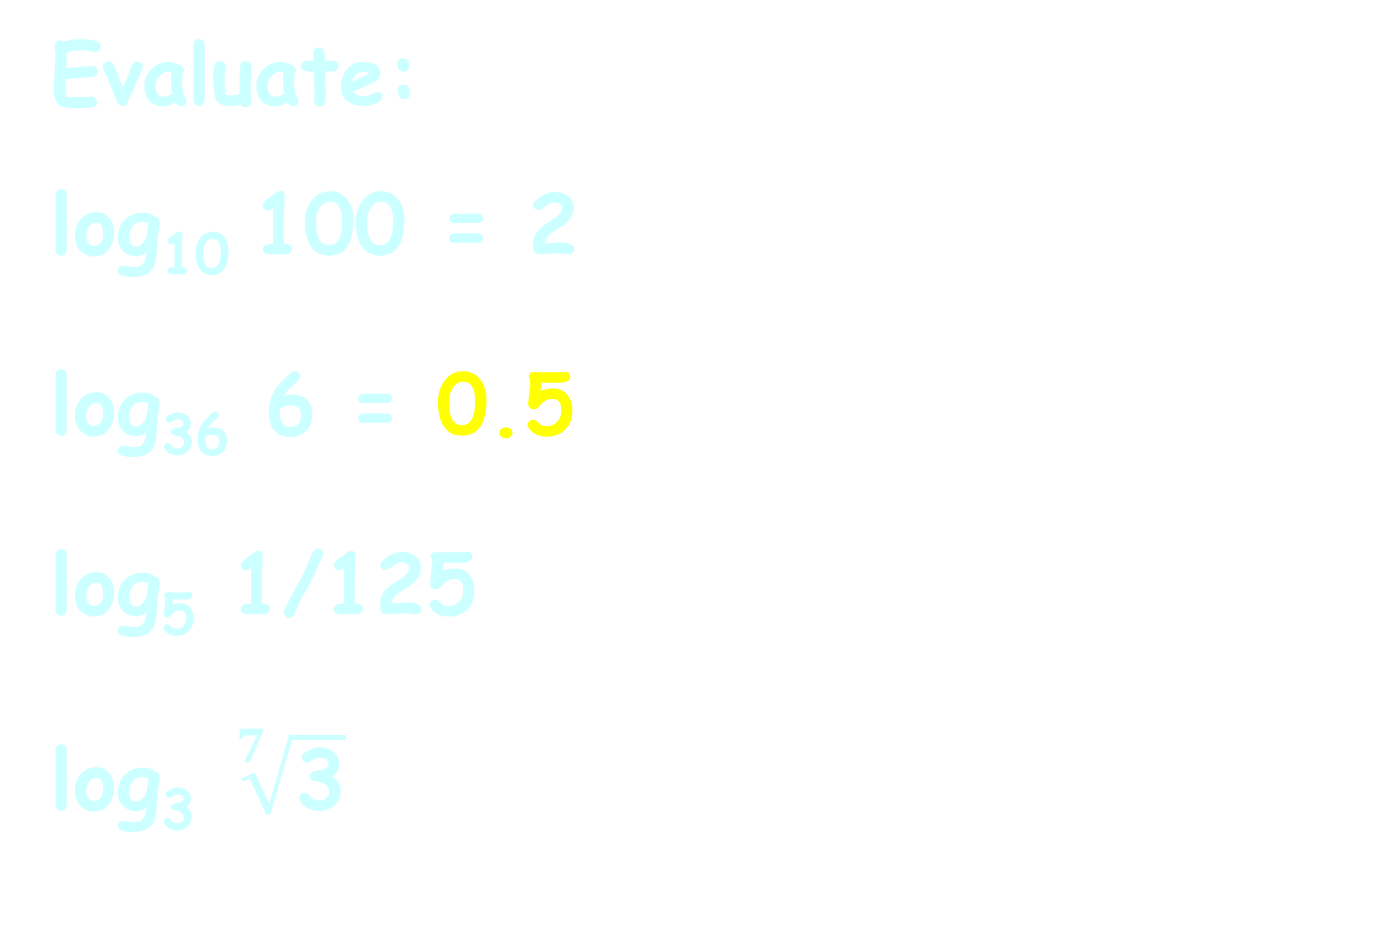 Evaluate:
log₁₀ 100 = 2
log₃₆ 6 = 0.5
log₅ 1/125
log₃ ⁷√3